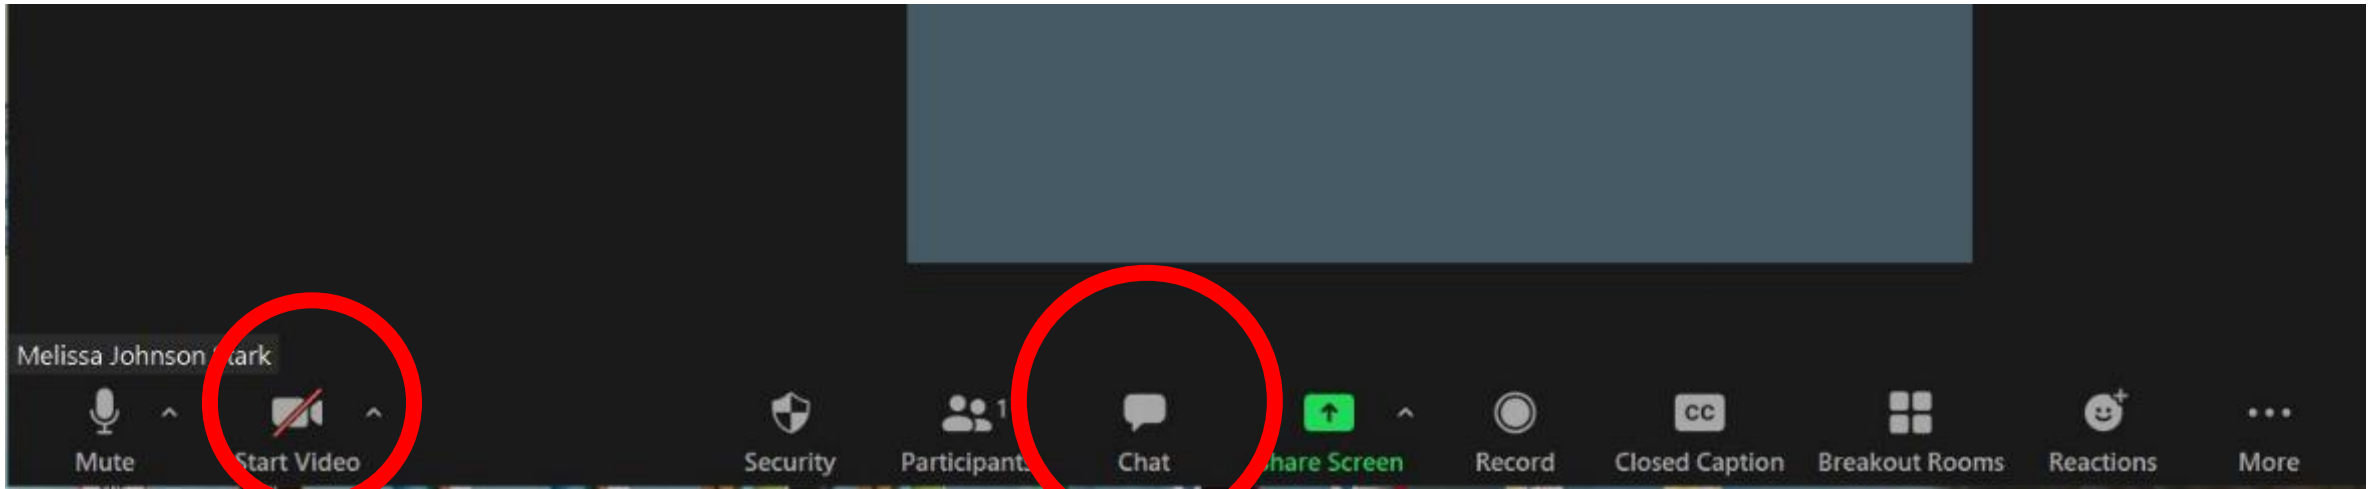 Melissa Johnson Stark
1
CC
Mute Start Video Security Participants Chat Share Screen Record Closed Caption Breakout Rooms Reactions More